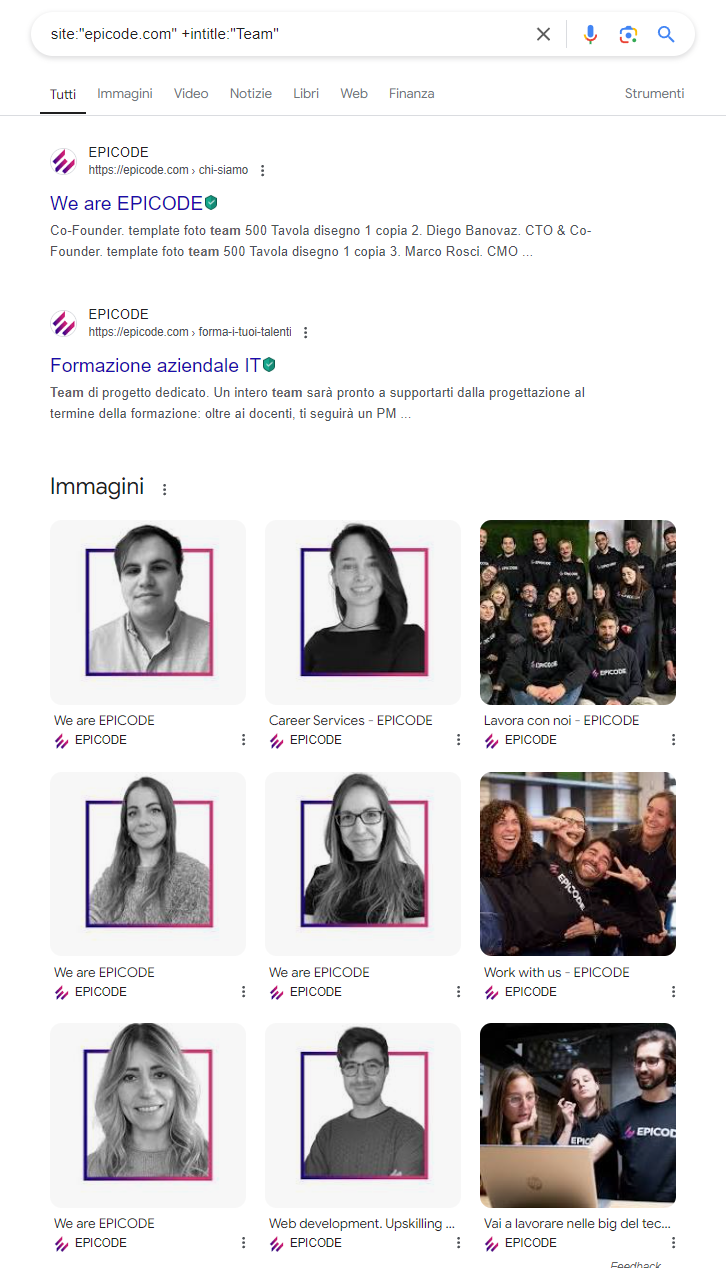 site:"epicode.com" +intitle:"Team"
Tutti Immagini Video Notizie Libri Web Finanza Strumenti
EPICODE
https://epicode.com › chi-siamo
We are EPICODE
Co-Founder. template foto team 500 Tavola disegno 1 copia 2. Diego Banovaz. CTO & Co-
Founder. template foto team 500 Tavola disegno 1 copia 3. Marco Rosci. CMO ...
EPICODE
https://epicode.com › forma-i-tuoi-talenti
Formazione aziendale IT
Team di progetto dedicato. Un intero team sarà pronto a supportarti dalla progettazione al
termine della formazione: oltre ai docenti, ti seguirà un PM ...
Immagini
EPICODE
EPICODE
EPICODE
We are EPICODE
EPICODE
Career Services - EPICODE
EPICODE
Lavora con noi - EPICODE
EPICODE
EPICODE
We are EPICODE
EPICODE
We are EPICODE
EPICODE
Work with us - EPICODE
EPICODE
EPICO
EPICOD
hp
We are EPICODE
EPICODE
Web development. Upskilling ...
EPICODE
Vai a lavorare nelle big del tec...
EPICODE
Feedback